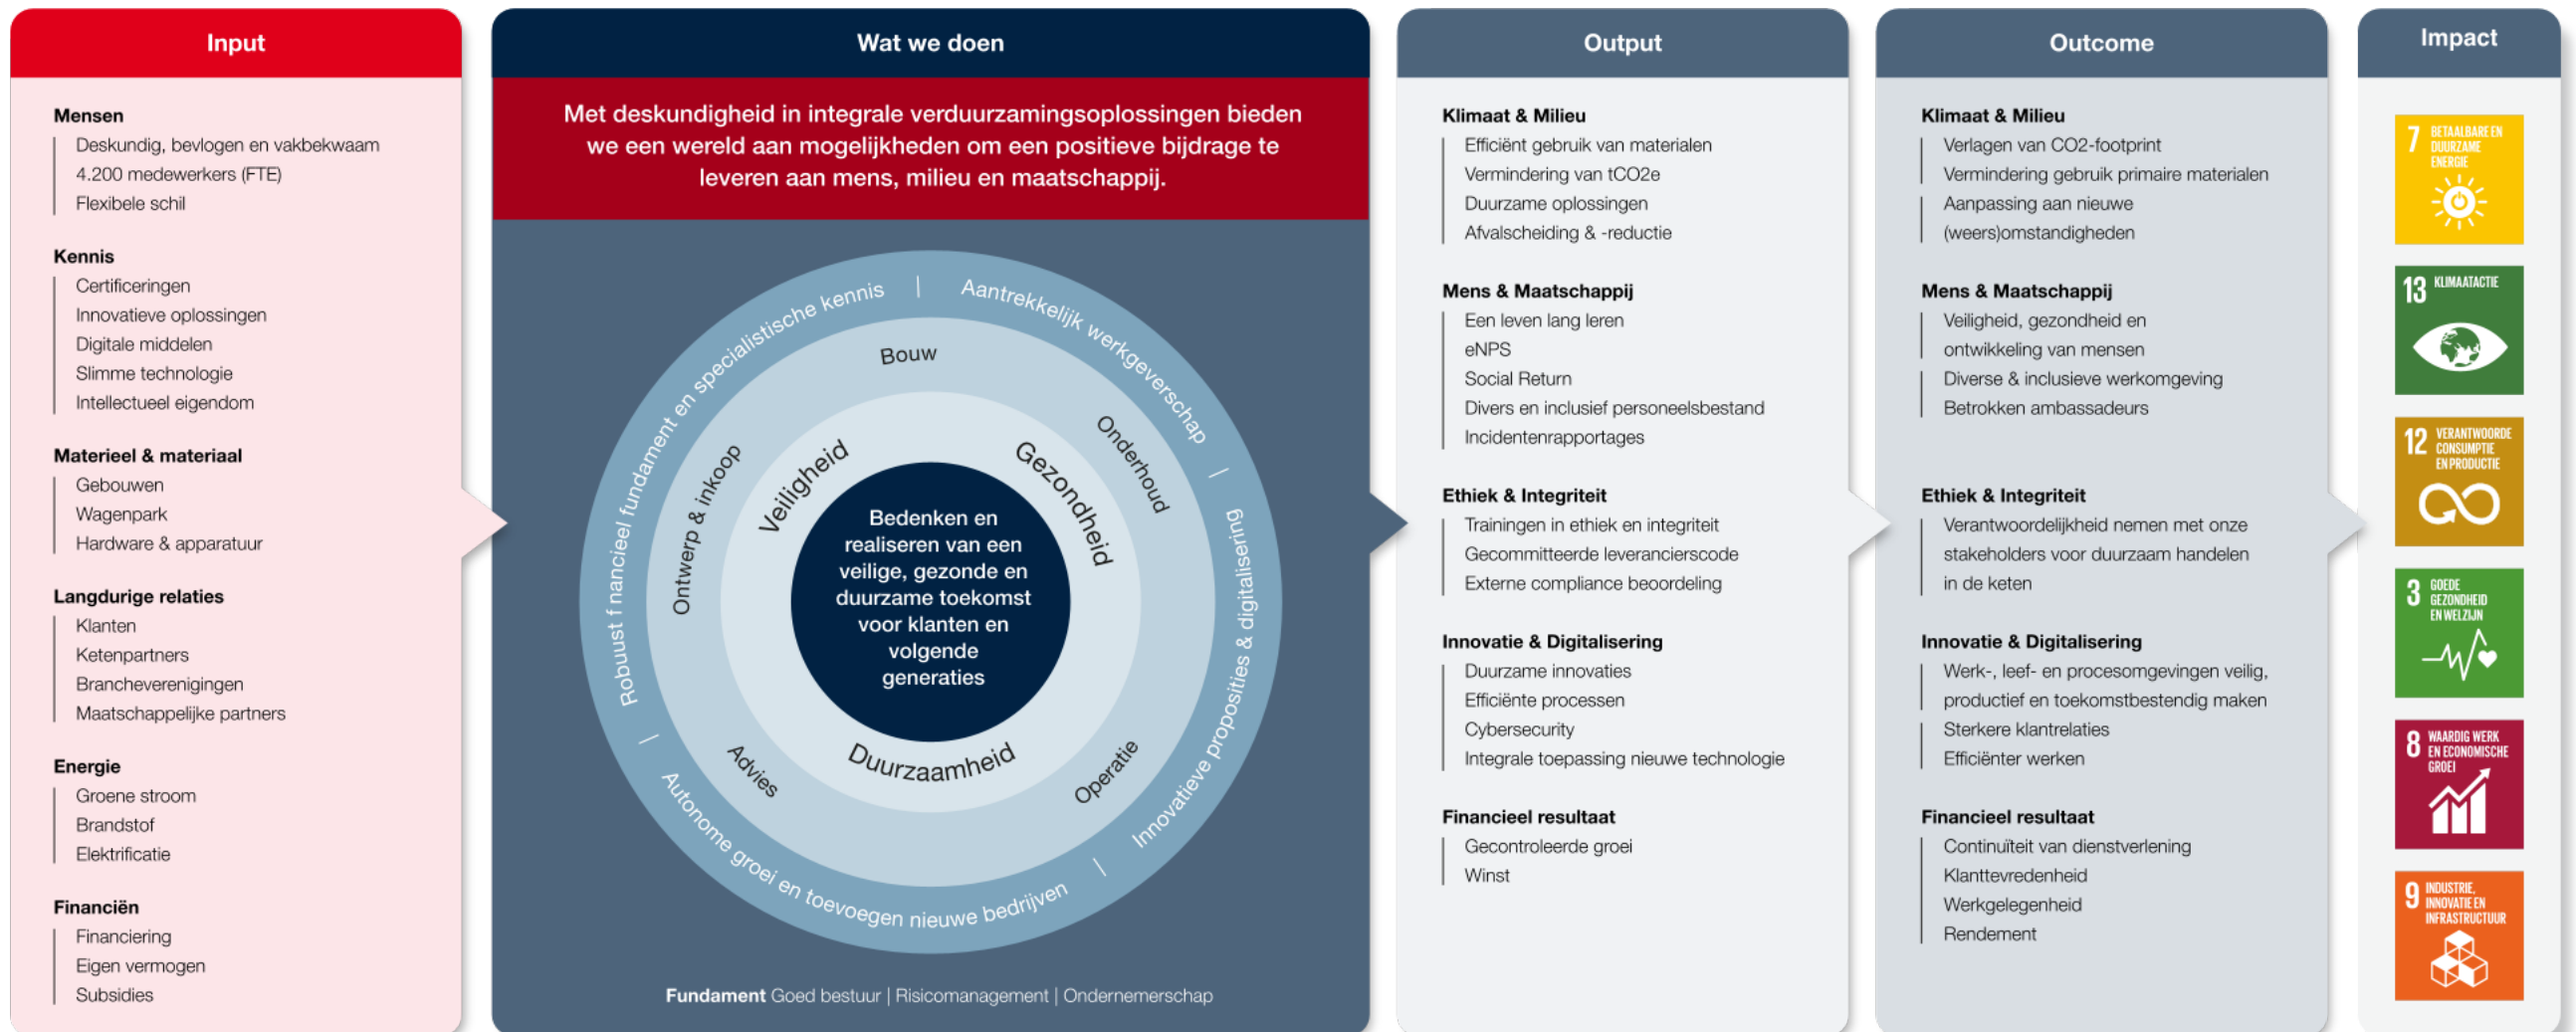 Input
Mensen
Deskundig, bevlogen en vakbekwaam
4.200 medewerkers (FTE)
Flexibele schil
Kennis
Certificeringen
Innovatieve oplossingen
Digitale middelen
Slimme technologie
Intellectueel eigendom
Materieel & materiaal
Gebouwen
Wagenpark
Hardware & apparatuur
Langdurige relaties
Klanten
Ketenpartners
Brancheverenigingen
Maatschappelijke partners
Energie
Groene stroom
Brandstof
Elektrificatie
Financiën
Financiering
Eigen vermogen
Subsidies
Wat we doen
Met deskundigheid in integrale verduurzamingsoplossingen bieden
we een wereld aan mogelijkheden om een positieve bijdrage te
leveren aan mens, milieu en maatschappij.
Robuust f nancieel fundament en specialistische kennis |
Aantrekkelijk werkgeverschap |
Innovatieve proposities & digitalisering |
Autonome groei en toevoegen nieuwe bedrijven |
Bouw
Onderhoud
Operatie
Advies
Ontwerp & inkoop
Veiligheid
Gezondheid
Duurzaamheid
Bedenken en
realiseren van een
veilige, gezonde en
duurzame toekomst
voor klanten en
volgende
generaties
Fundament Goed bestuur | Risicomanagement | Ondernemerschap
Output
Klimaat & Milieu
Efficiënt gebruik van materialen
Vermindering van tCO2e
Duurzame oplossingen
Afvalscheiding & -reductie
Mens & Maatschappij
Een leven lang leren
eNPS
Social Return
Divers en inclusief personeelsbestand
Incidentenrapportages
Ethiek & Integriteit
Trainingen in ethiek en integriteit
Gecommitteerde leverancierscode
Externe compliance beoordeling
Innovatie & Digitalisering
Duurzame innovaties
Efficiënte processen
Cybersecurity
Integrale toepassing nieuwe technologie
Financieel resultaat
Gecontroleerde groei
Winst
Outcome
Klimaat & Milieu
Verlagen van CO2-footprint
Vermindering gebruik primaire materialen
Aanpassing aan nieuwe
(weers)omstandigheden
Mens & Maatschappij
Veiligheid, gezondheid en
ontwikkeling van mensen
Diverse & inclusieve werkomgeving
Betrokken ambassadeurs
Ethiek & Integriteit
Verantwoordelijkheid nemen met onze
stakeholders voor duurzaam handelen
in de keten
Innovatie & Digitalisering
Werk-, leef- en procesomgevingen veilig,
productief en toekomstbestendig maken
Sterkere klantrelaties
Efficiënter werken
Financieel resultaat
Continuïteit van dienstverlening
Klanttevredenheid
Werkgelegenheid
Rendement
Impact
7 BETAALBARE EN
DUURZAME
ENERGIE
13 KLIMAATACTIE
12 VERANTWOORDE
CONSUMPTIE
EN PRODUCTIE
3 GOEDE
GEZONDHEID
EN WELZIJN
8 WAARDIG WERK
EN ECONOMISCHE
GROEI
9 INDUSTRIE,
INNOVATIE EN
INFRASTRUCTUUR